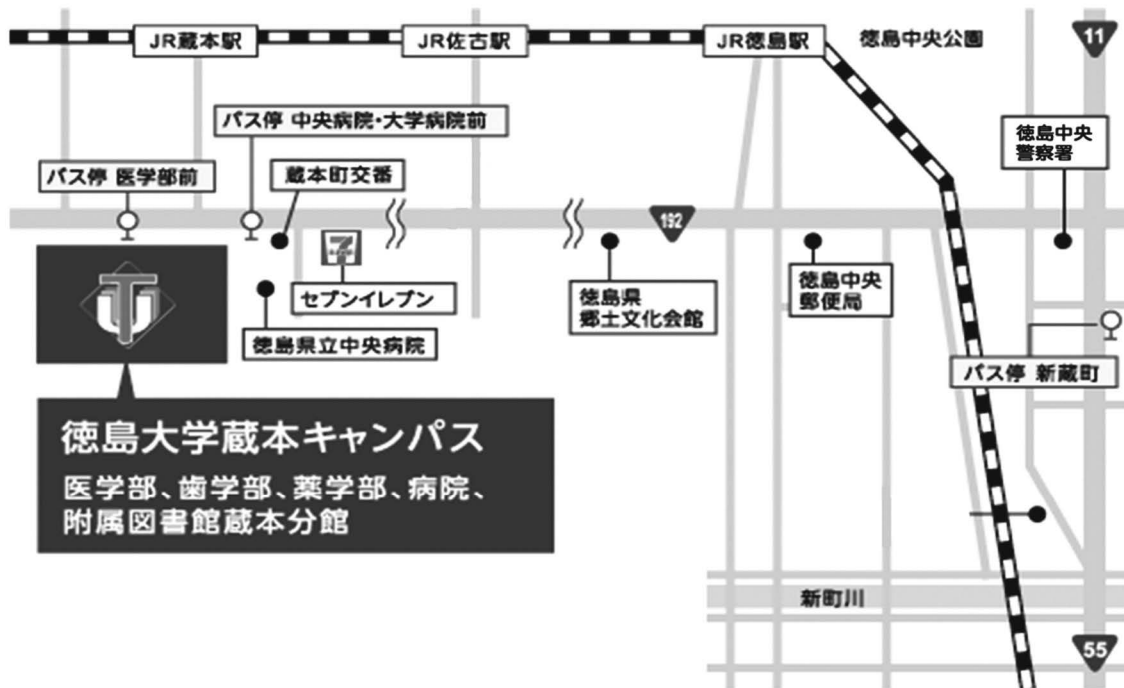 JR蔵本駅
JR佐古駅
JR徳島駅
徳島中央公園
11
バス停 中央病院・大学病院前
徳島中央
警察署
バス停 医学部前
蔵本町交番
192
セブンイレブン
徳島県立中央病院
徳島県
郷土文化会館
徳島中央
郵便局
バス停 新蔵町
徳島大学蔵本キャンパス
医学部、歯学部、薬学部、病院、
附属図書館蔵本分館
新町川
55